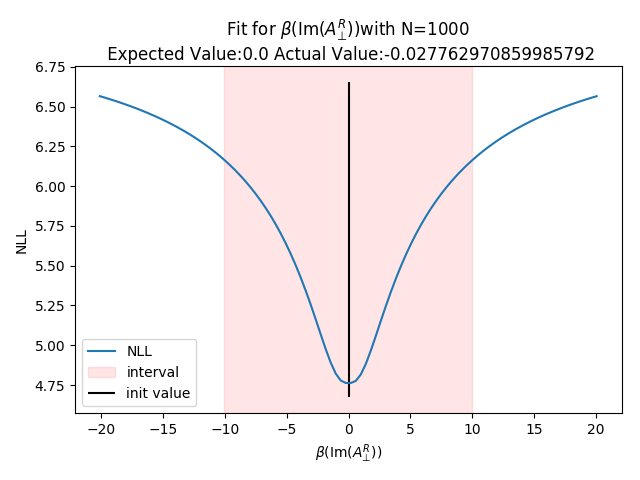 Fit for β(Im(A_⊥^R))with N=1000
Expected Value:0.0 Actual Value:-0.027762970859985792
6.75
6.50
6.25
6.00
5.75
5.50
5.25
5.00
4.75
NLL
NLL
interval
init value
−20 −15 −10 −5 0 5 10 15 20
β(Im(A_⊥^R))